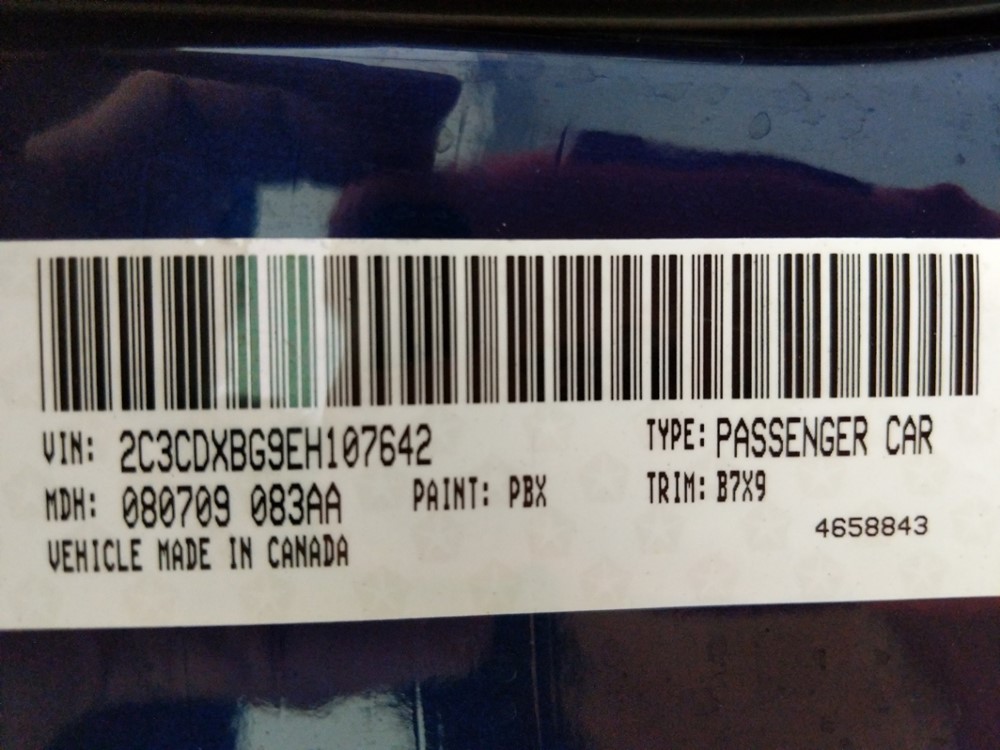 VIN: 2C3CDXBG9EH107642 TYPE: PASSENGER CAR
MDH: 080709 083AA PAINT: PBX TRIM: B7X9
4658843
VEHICLE MADE IN CANADA